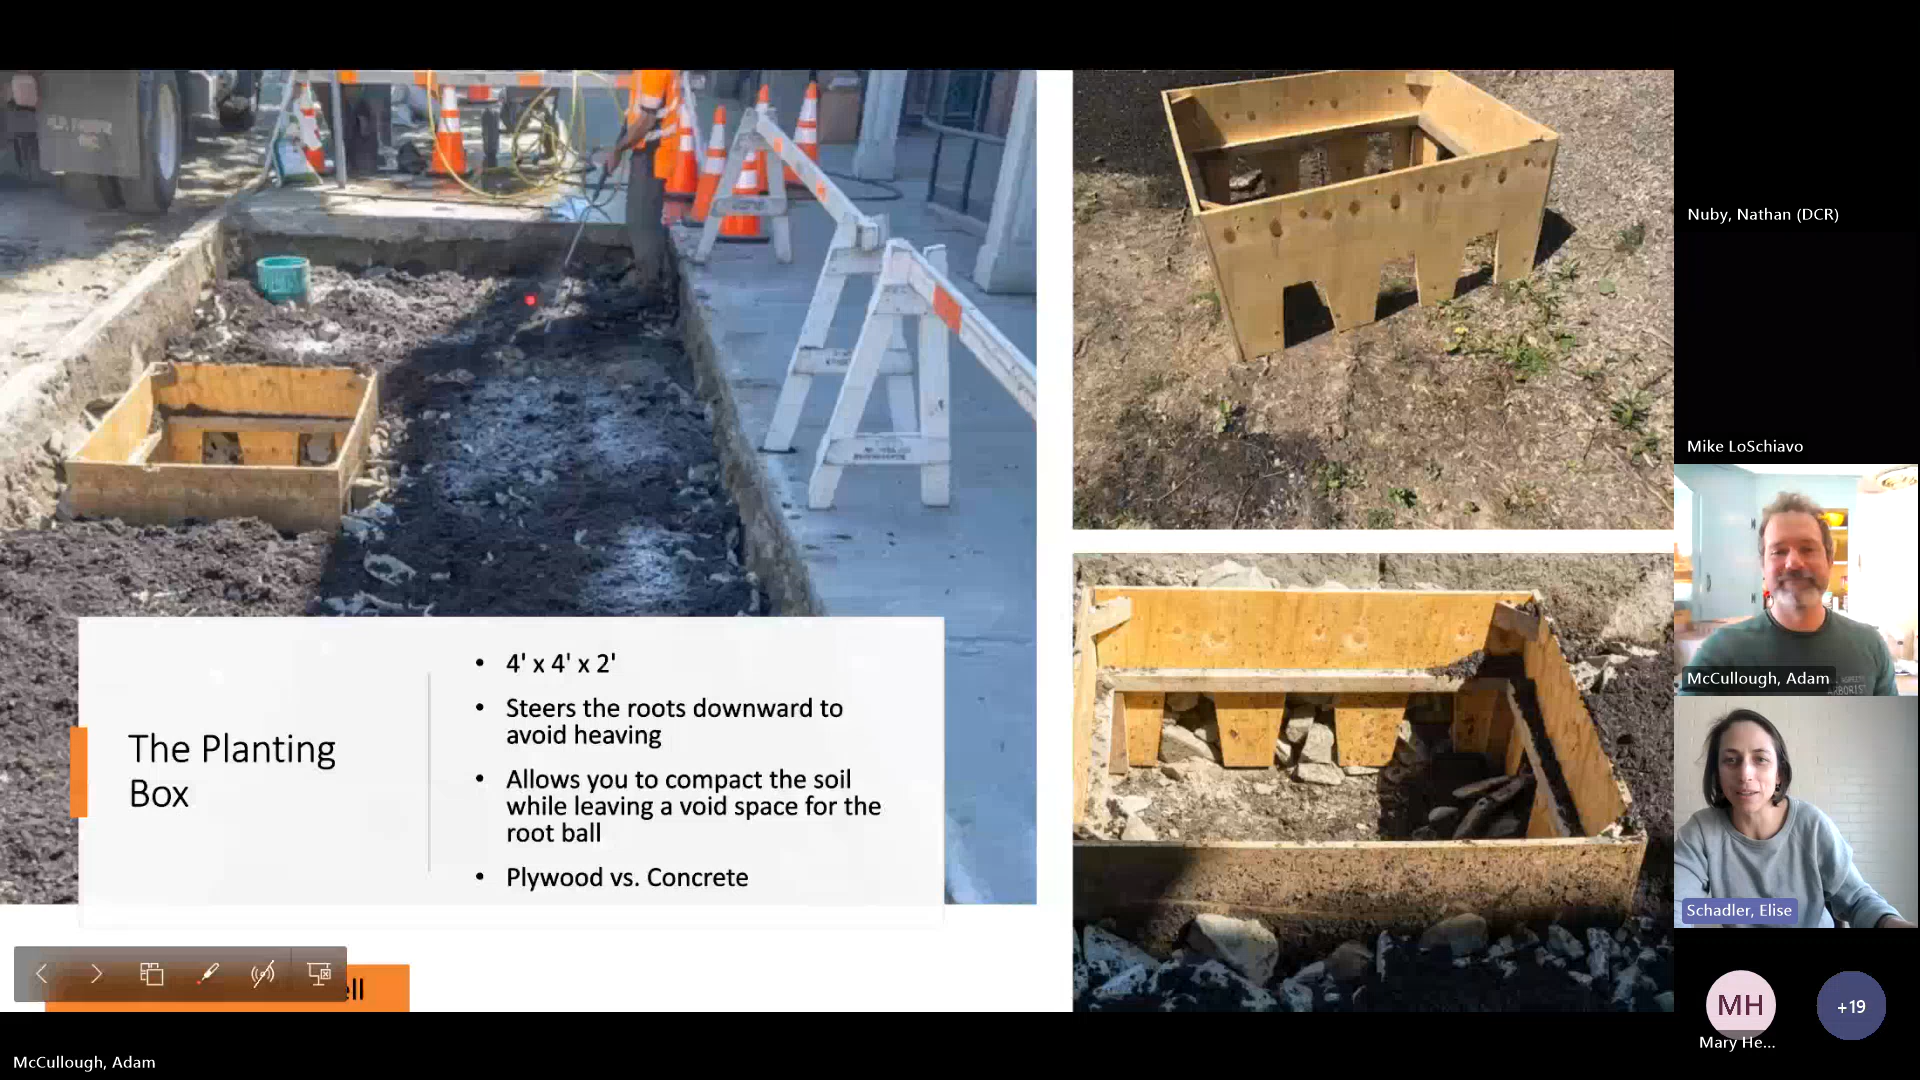 The Planting
Box
• 4' x 4' x 2'
• Steers the roots downward to
avoid heaving
• Allows you to compact the soil
while leaving a void space for the
root ball
• Plywood vs. Concrete
ell
McCullough, Adam
Nuby, Nathan (DCR)
Mike LoSchiavo
McCullough, Adam
ARBORIST
Schadler, Elise
MH
Mary He...
+19